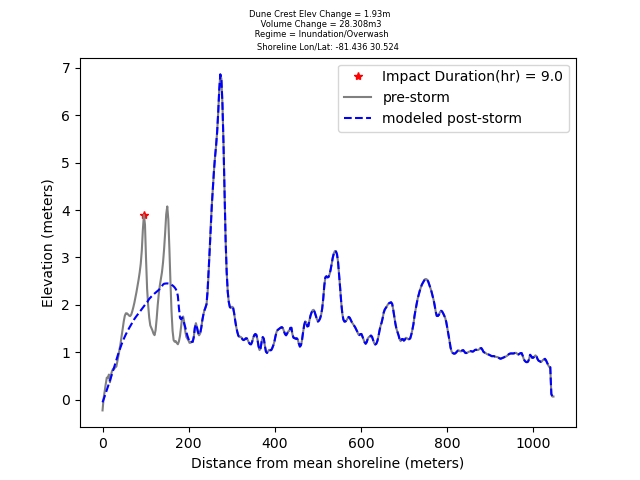 Dune Crest Elev Change = 1.93m
Volume Change = 28.308m3
Regime = Inundation/Overwash
Shoreline Lon/Lat: -81.436 30.524
Impact Duration(hr) = 9.0
pre-storm
modeled post-storm
7
6
5
4
3
2
1
0
Elevation (meters)
0 200 400 600 800 1000
Distance from mean shoreline (meters)